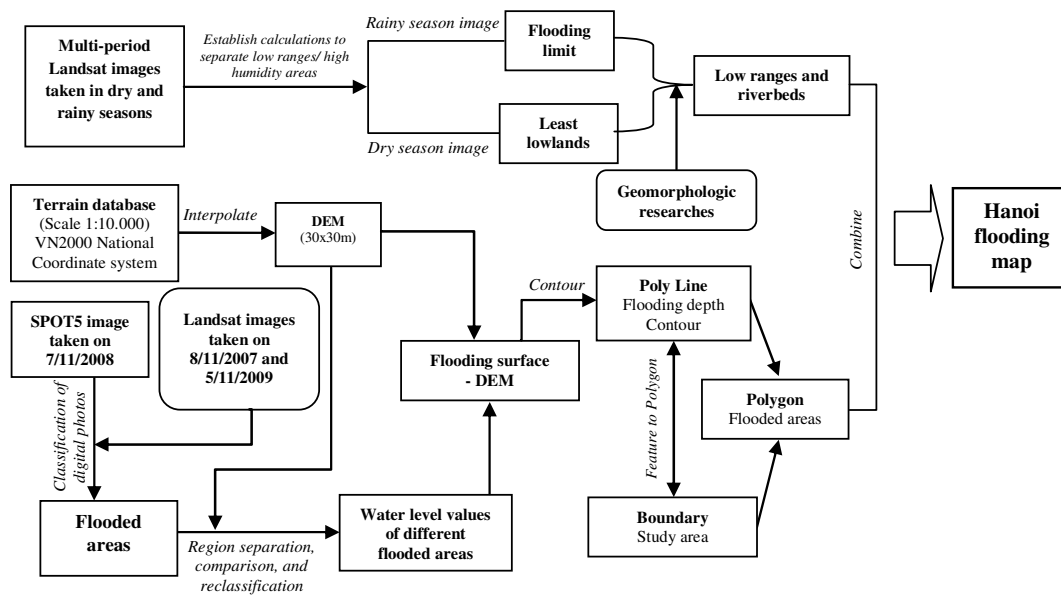 Multi-period
Landsat images
taken in dry and
rainy seasons
Establish calculations to
separate low ranges/ high
humidity areas
Rainy season image
Dry season image
Flooding
limit
Least
lowlands
Low ranges and
riverbeds
Geomorphologic
researches
Terrain database
(Scale 1:10.000)
VN2000 National
Coordinate system
Interpolate
DEM
(30x30m)
SPOT5 image
taken on
7/11/2008
Landsat images
taken on
8/11/2007 and
5/11/2009
Classification of
digital photos
Flooded
areas
Region separation,
comparison, and
reclassification
Water level values
of different
flooded areas
Flooding surface
- DEM
Contour
Poly Line
Flooding depth
Contour
Feature to Polygon
Boundary
Study area
Polygon
Flooded areas
Combine
Hanoi
flooding
map